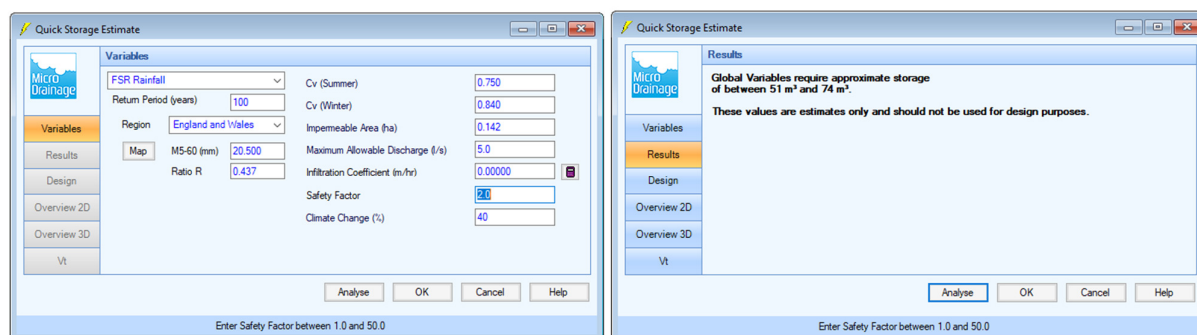 Quick Storage Estimate
Micro
Drainage
Variables
Results
Design
Overview 2D
Overview 3D
Vt
Variables
FSR Rainfall
Return Period (years) 100
Region England and Wales
Map M5-60 (mm) 20.500
Ratio R 0.437
Cv (Summer) 0.750
Cv (Winter) 0.840
Impermeable Area (ha) 0.142
Maximum Allowable Discharge (l/s) 5.0
Infiltration Coefficient (m/hr) 0.00000
Safety Factor 2.0
Climate Change (%) 40
Analyse OK Cancel Help
Enter Safety Factor between 1.0 and 50.0
Quick Storage Estimate
Micro
Drainage
Variables
Results
Design
Overview 2D
Overview 3D
Vt
Results
Global Variables require approximate storage
of between 51 m³ and 74 m³.
These values are estimates only and should not be used for design purposes.
Analyse OK Cancel Help
Enter Safety Factor between 1.0 and 50.0